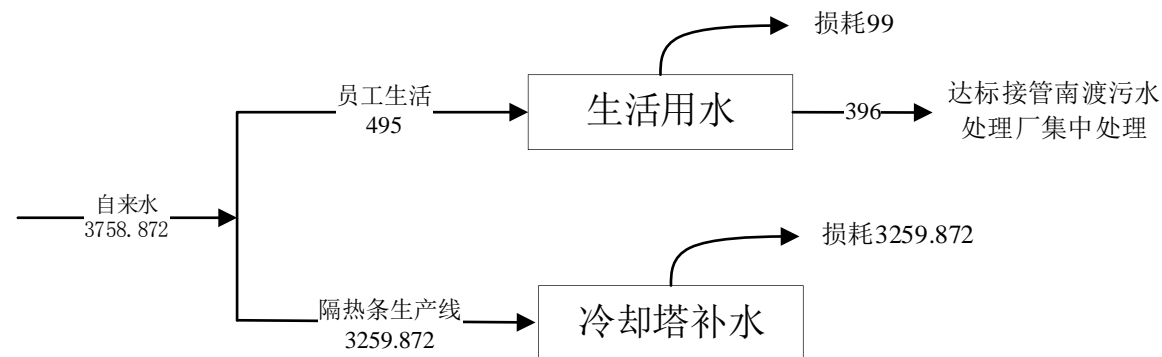 损耗99
员工生活
495
生活用水
396
达标接管南渡污水
处理厂集中处理
自来水
3758.872
损耗3259.872
隔热条生产线
3259.872
冷却塔补水